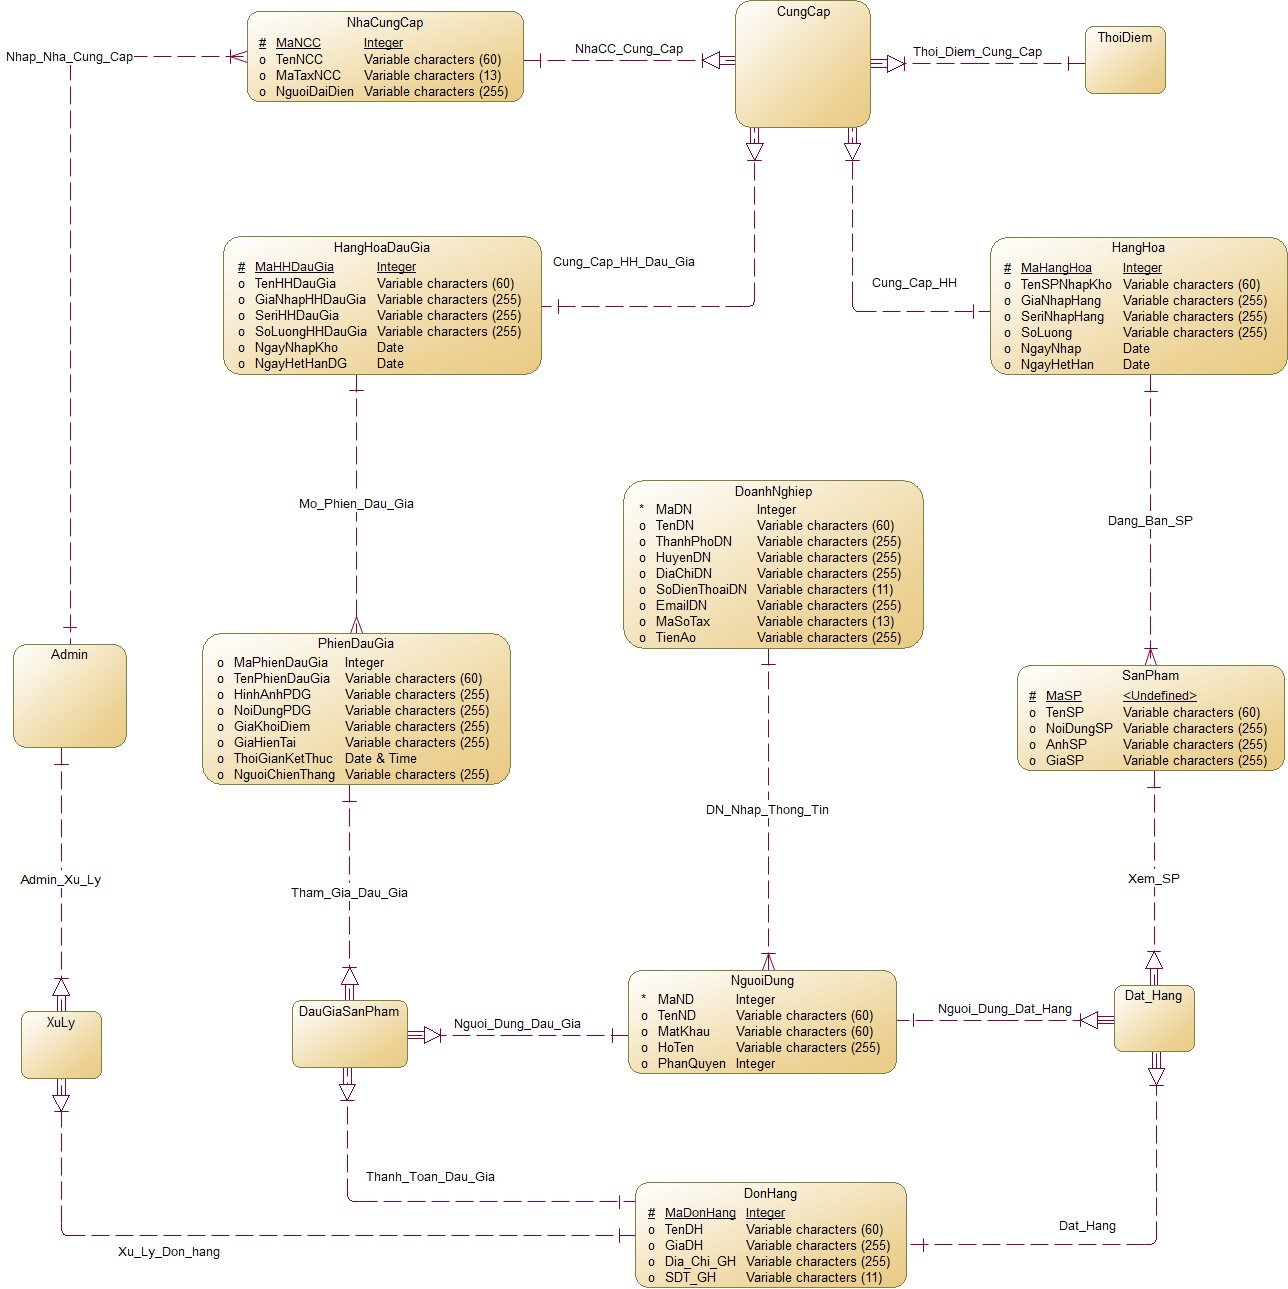 Nhap_Nha_Cung_Cap
NhaCungCap
# MaNCC Integer
o TenNCC Variable characters (60)
o MaTaxNCC Variable characters (13)
o NguoiDaiDien Variable characters (255)
NhaCC_Cung_Cap
CungCap
Thoi_Diem_Cung_Cap
ThoiDiem
HangHoaDauGia
# MaHHDauGia Integer
o TenHHDauGia Variable characters (60)
o GiaNhapHHDauGia Variable characters (255)
o SeriHHDauGia Variable characters (255)
o SoLuongHHDauGia Variable characters (255)
o NgayNhapKho Date
o NgayHetHanDG Date
Cung_Cap_HH_Dau_Gia
Cung_Cap_HH
HangHoa
# MaHangHoa Integer
o TenSPNhapKho Variable characters (60)
o GiaNhapHang Variable characters (255)
o SeriNhapHang Variable characters (255)
o SoLuong Variable characters (255)
o NgayNhap Date
o NgayHetHan Date
Mo_Phien_Dau_Gia
DoanhNghiep
* MaDN Integer
o TenDN Variable characters (60)
o ThanhPhoDN Variable characters (255)
o HuyenDN Variable characters (255)
o DiaChiDN Variable characters (255)
o SoDienThoaiDN Variable characters (11)
o EmailDN Variable characters (255)
o MaSoTax Variable characters (13)
o TienAo Variable characters (255)
Dang_Ban_SP
Admin
PhienDauGia
o MaPhienDauGia Integer
o TenPhienDauGia Variable characters (60)
o HinhAnhPDG Variable characters (255)
o NoiDungPDG Variable characters (255)
o GiaKhoiDiem Variable characters (255)
o GiaHienTai Variable characters (255)
o ThoiGianKetThuc Date & Time
o NguoiChienThang Variable characters (255)
SanPham
# MaSP <Undefined>
o TenSP Variable characters (60)
o NoiDungSP Variable characters (255)
o AnhSP Variable characters (255)
o GiaSP Variable characters (255)
DN_Nhap_Thong_Tin
Admin_Xu_Ly
Tham_Gia_Dau_Gia
Xem_SP
XuLy
DauGiaSanPham
Nguoi_Dung_Dau_Gia
NguoiDung
* MaND Integer
o TenND Variable characters (60)
o MatKhau Variable characters (60)
o HoTen Variable characters (255)
o PhanQuyen Integer
Nguoi_Dung_Dat_Hang
Dat_Hang
Thanh_Toan_Dau_Gia
Xu_Ly_Don_hang
DonHang
# MaDonHang Integer
o TenDH Variable characters (60)
o GiaDH Variable characters (255)
o Dia_Chi_GH Variable characters (255)
o SDT_GH Variable characters (11)
Dat_Hang